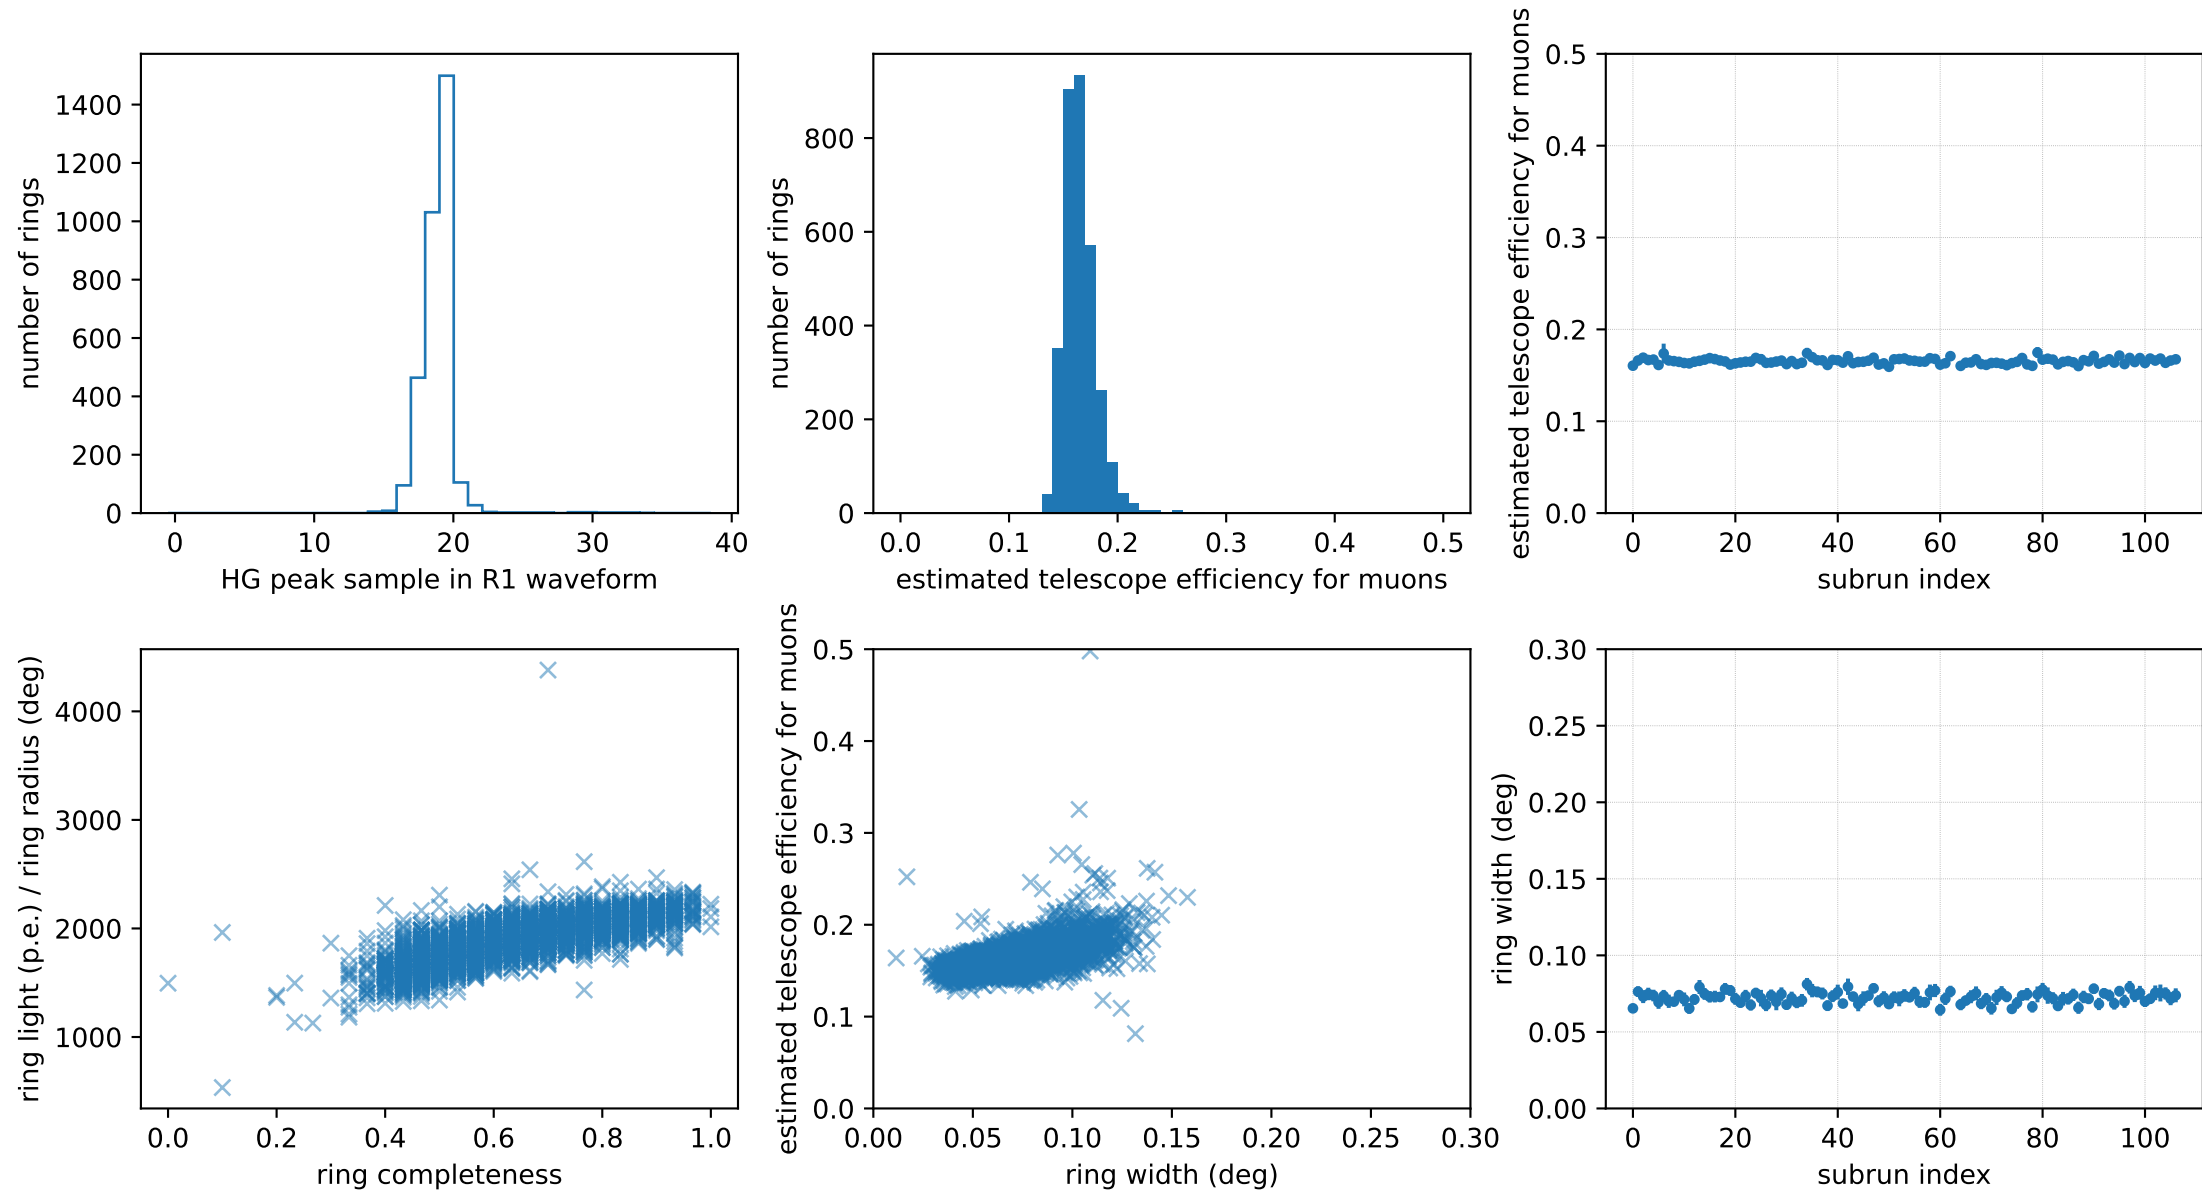 number of rings
1400
1200
1000
800
600
400
200
0
0 10 20 30 40
HG peak sample in R1 waveform
number of rings
800
600
400
200
0
0.0 0.1 0.2 0.3 0.4 0.5
estimated telescope efficiency for muons
estimated telescope efficiency for muons
0.5
0.4
0.3
0.2
0.1
0.0
0 20 40 60 80 100
subrun index
ring light (p.e.) / ring radius (deg)
4000
3000
2000
1000
0.0 0.2 0.4 0.6 0.8 1.0
ring completeness
estimated telescope efficiency for muons
0.5
0.4
0.3
0.2
0.1
0.0
0.00 0.05 0.10 0.15 0.20 0.25 0.30
ring width (deg)
ring width (deg)
0.30
0.25
0.20
0.15
0.10
0.05
0.00
0 20 40 60 80 100
subrun index